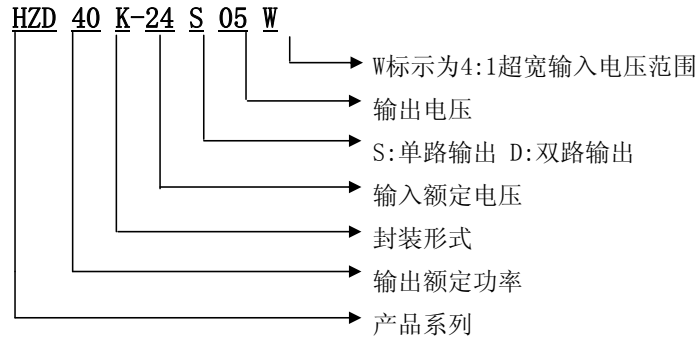 HZD 40 K-24 S 05 W
W标示为4:1超宽输入电压范围
输出电压
S:单路输出 D:双路输出
输入额定电压
封装形式
输出额定功率
产品系列